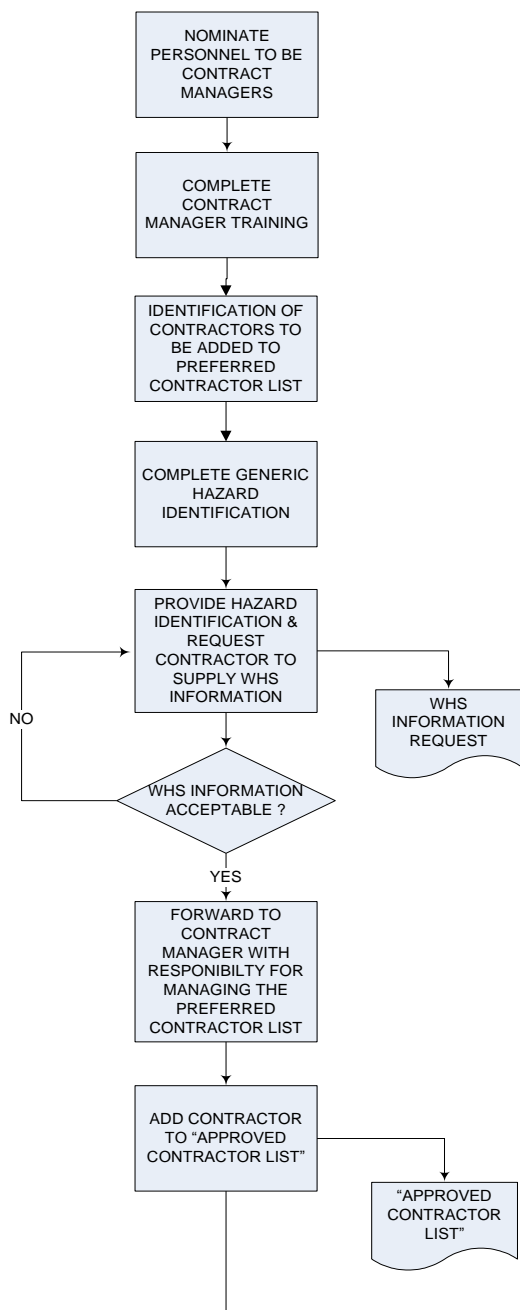 NOMINATE
PERSONNEL TO BE
CONTRACT
MANAGERS
COMPLETE
CONTRACT
MANAGER TRAINING
IDENTIFICATION OF
CONTRACTORS TO
BE ADDED TO
PREFERRED
CONTRACTOR LIST
COMPLETE GENERIC
HAZARD
IDENTIFICATION
PROVIDE HAZARD
IDENTIFICATION &
REQUEST
CONTRACTOR TO
SUPPLY WHS
INFORMATION
WHS
INFORMATION
REQUEST
NO
WHS INFORMATION
ACCEPTABLE ?
YES
FORWARD TO
CONTRACT
MANAGER WITH
RESPONIBILTY FOR
MANAGING THE
PREFERRED
CONTRACTOR LIST
ADD CONTRACTOR
TO “APPROVED
CONTRACTOR LIST”
“APPROVED
CONTRACTOR
LIST”